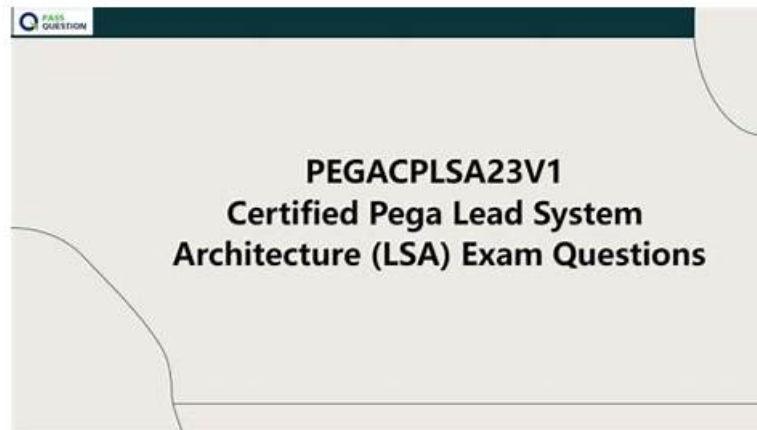 PASS
QUESTION
PEGACPLSA23V1
Certified Pega Lead System
Architecture (LSA) Exam Questions